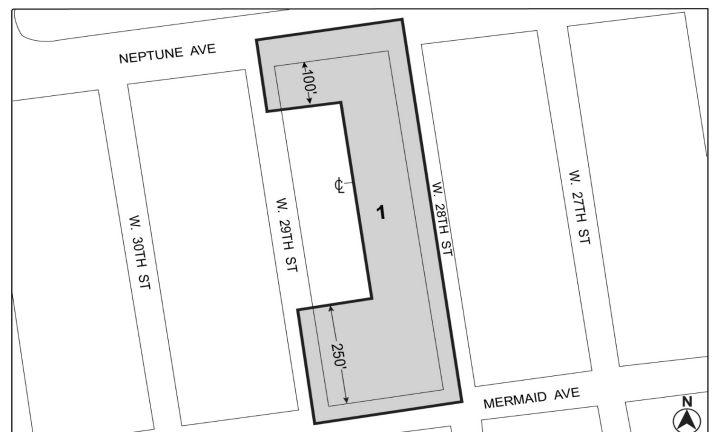 NEPTUNE AVE
100'
℄
1
W. 30TH ST
W. 29TH ST
W. 28TH ST
W. 27TH ST
250'
MERMAID AVE
N